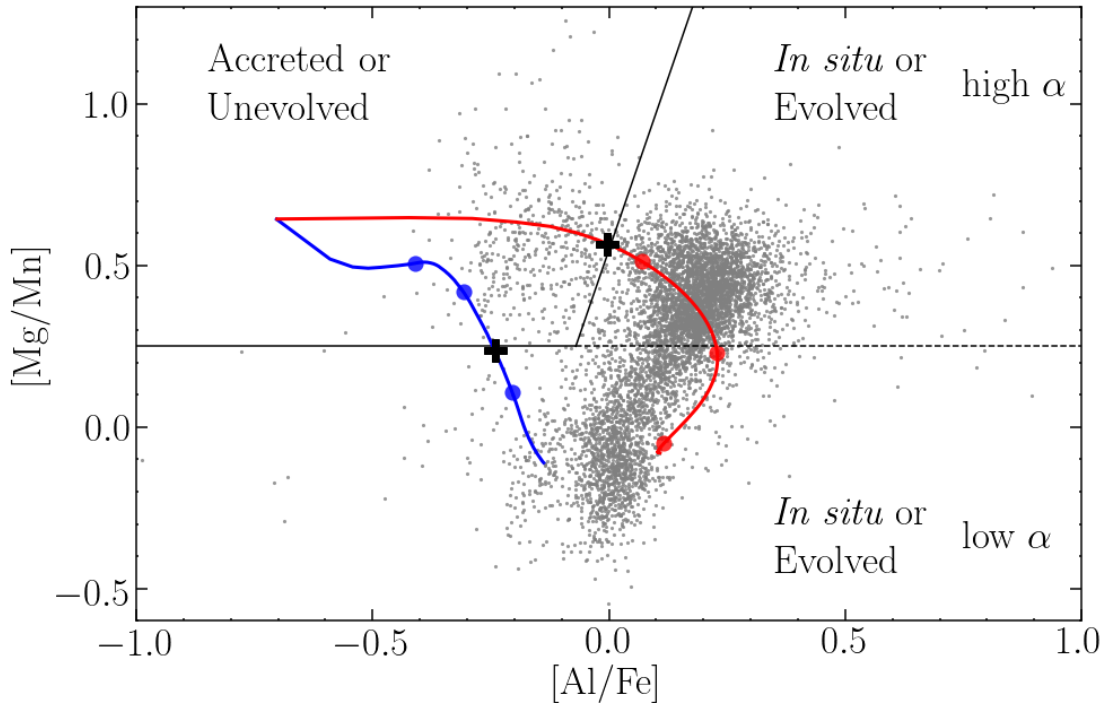 Accreted or
Unevolved
In situ or
Evolved
high α
1.0
0.5
0.0
−0.5
[Mg/Mn]
In situ or
Evolved
low α
−1.0 −0.5 0.0 0.5 1.0
[Al/Fe]